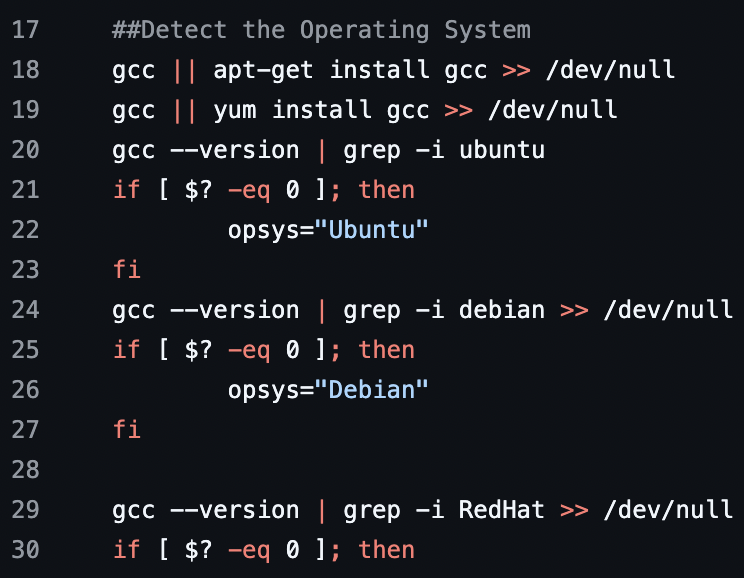 17 ##Detect the Operating System
18 gcc || apt-get install gcc >> /dev/null
19 gcc || yum install gcc >> /dev/null
20 gcc --version | grep -i ubuntu
21 if [ $? -eq 0 ]; then
22 opsys="Ubuntu"
23 fi
24 gcc --version | grep -i debian >> /dev/null
25 if [ $? -eq 0 ]; then
26 opsys="Debian"
27 fi
28
29 gcc --version | grep -i RedHat >> /dev/null
30 if [ $? -eq 0 ]; then